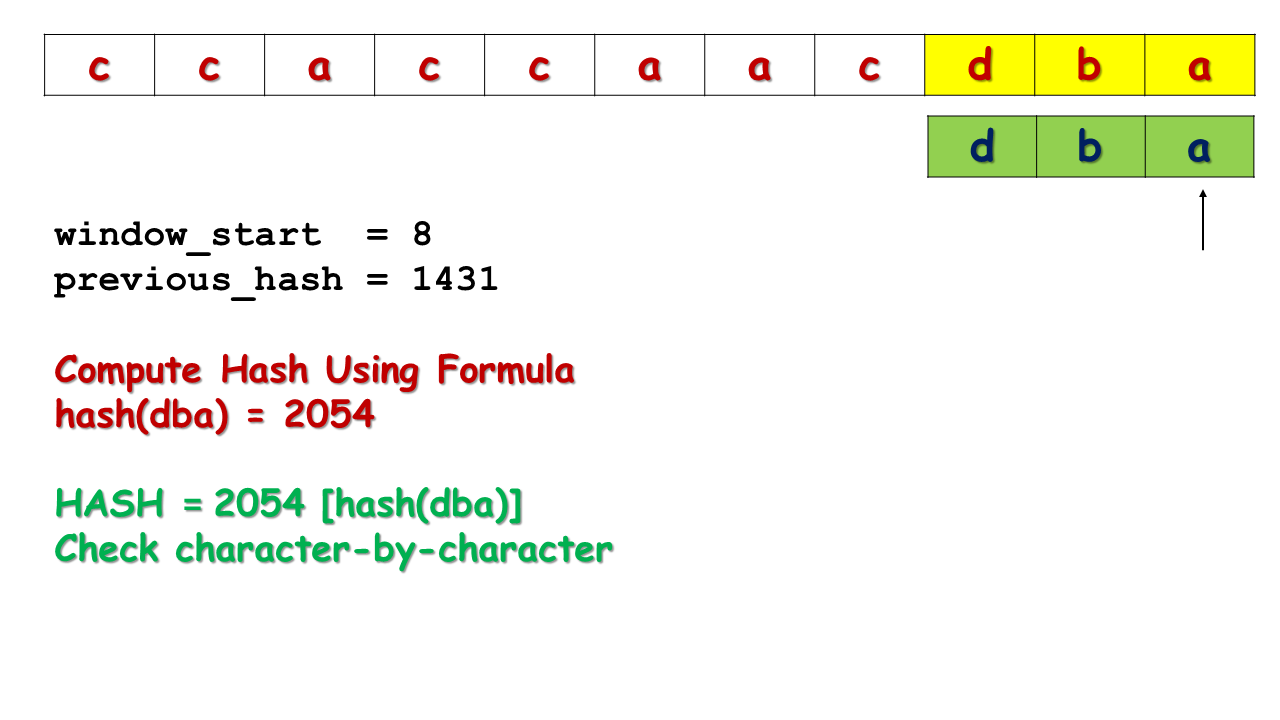 c c a c c a a c d b a
d b a
window_start = 8
previous_hash = 1431
Compute Hash Using Formula
hash(dba) = 2054
HASH = 2054 [hash(dba)]
Check character-by-character